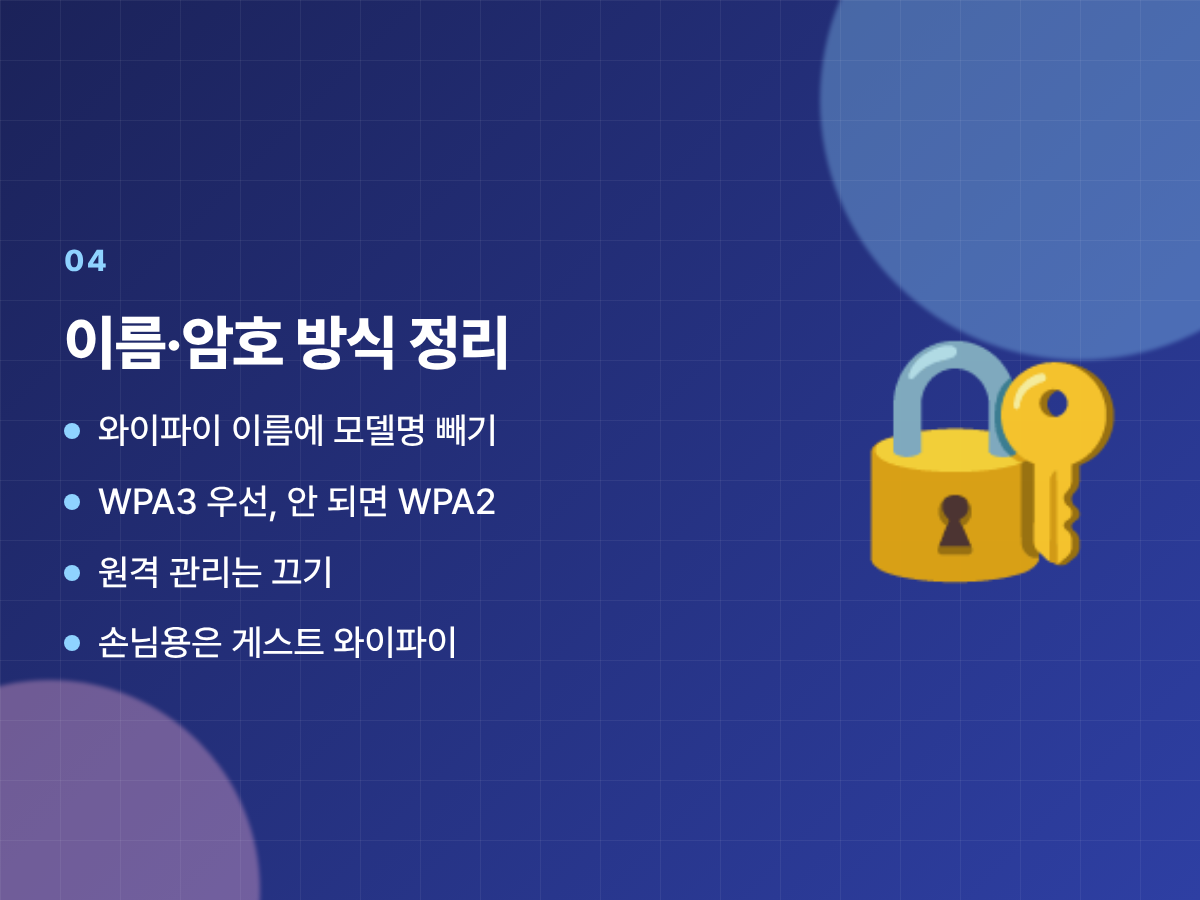 04
이름·암호 방식 정리
와이파이 이름에 모델명 빼기
WPA3 우선, 안 되면 WPA2
원격 관리는 끄기
손님용은 게스트 와이파이